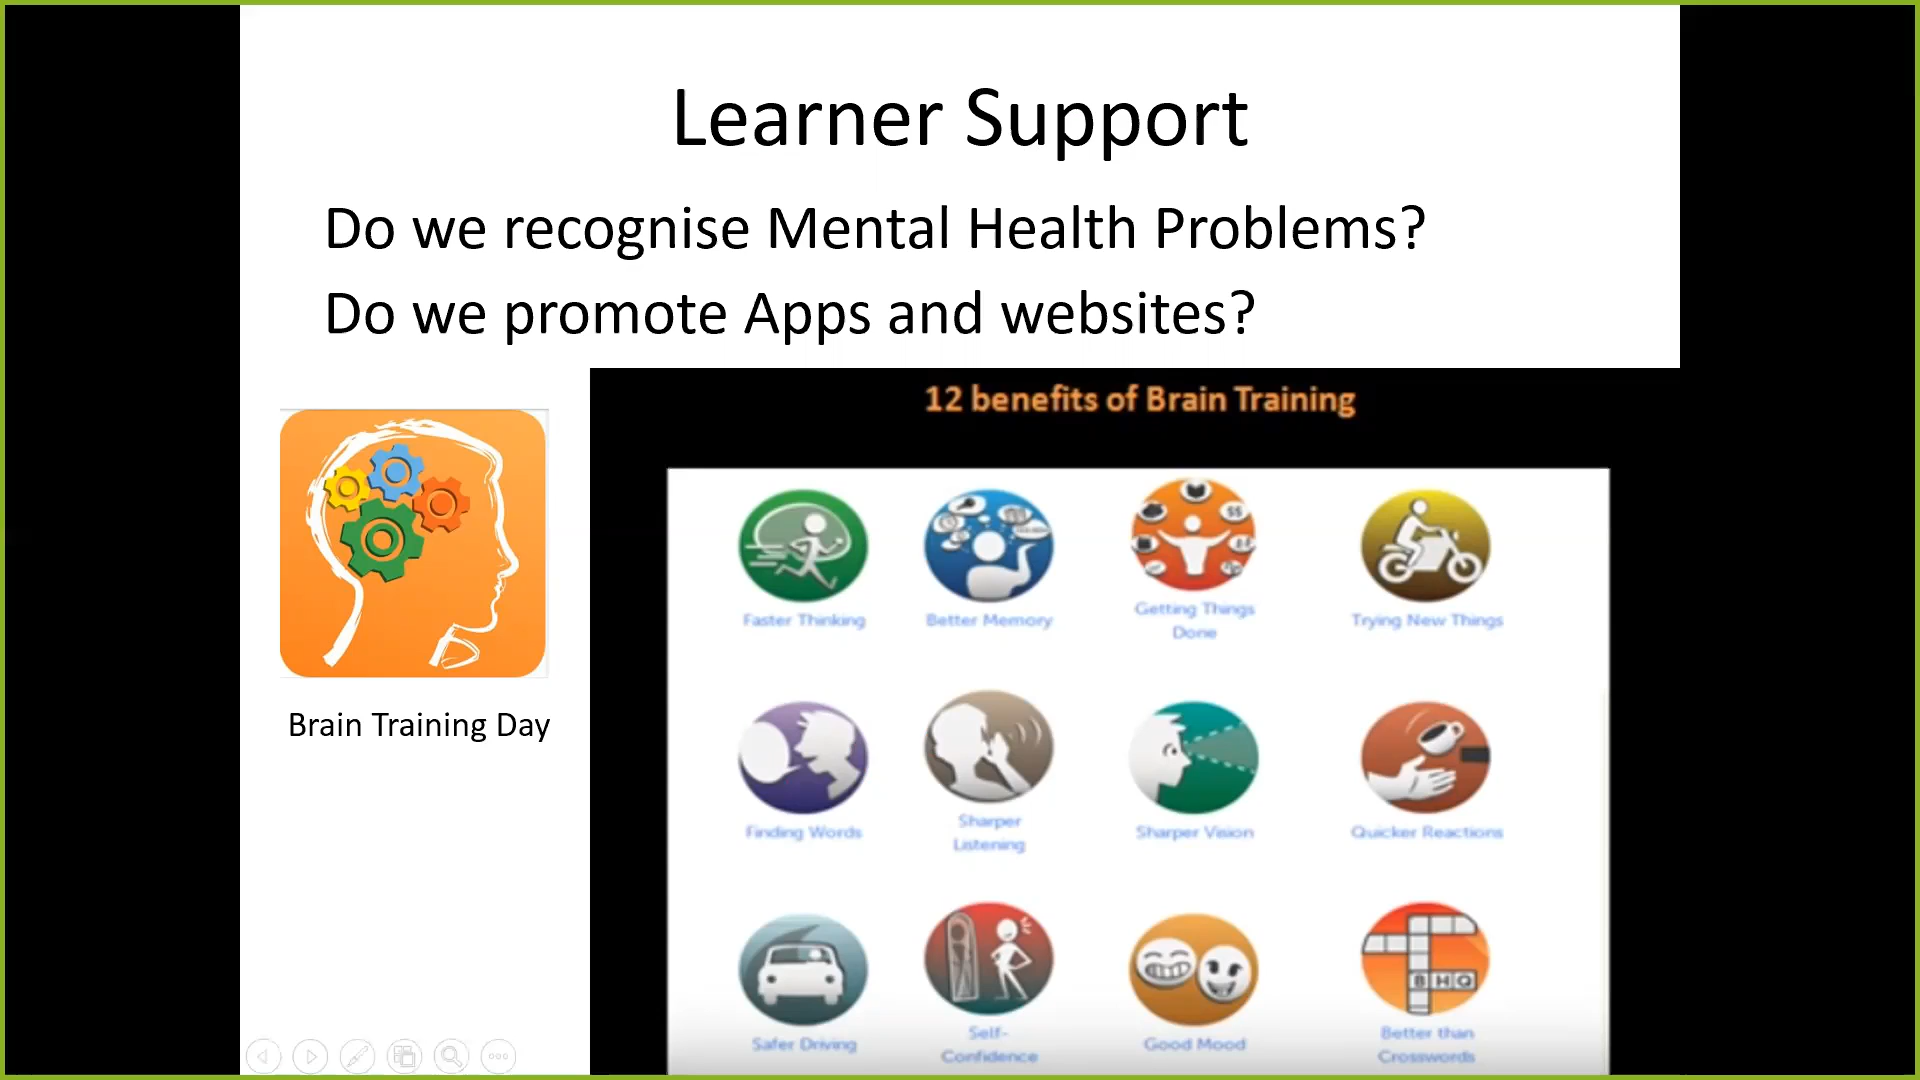 Learner Support
Do we recognise Mental Health Problems?
Do we promote Apps and websites?
12 benefits of Brain Training
Brain Training Day
Faster Thinking
Better Memory
Getting Things
Done
Trying New Things
Finding Words
Sharper
Listening
Sharper Vision
Quicker Reactions
Safer Driving
Self-
Confidence
Good Mood
BHQ
Better than
Crosswords
$$